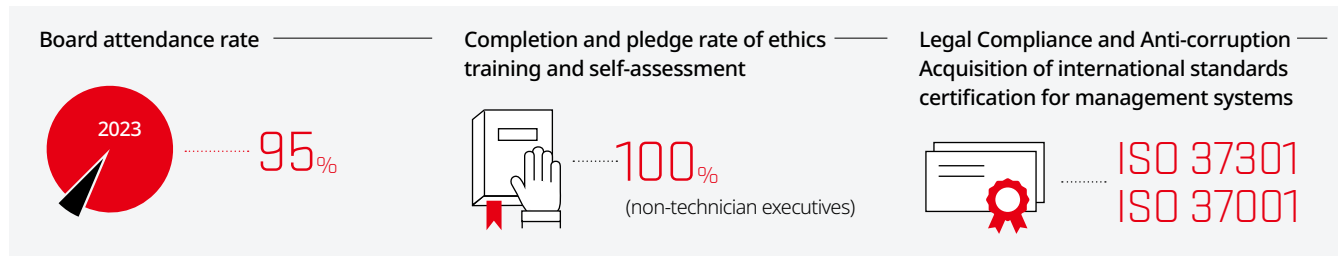 Board attendance rate
2023
95%
Completion and pledge rate of ethics
training and self-assessment
100%
(non-technician executives)
Legal Compliance and Anti-corruption
Acquisition of international standards
certification for management systems
ISO 37301
ISO 37001